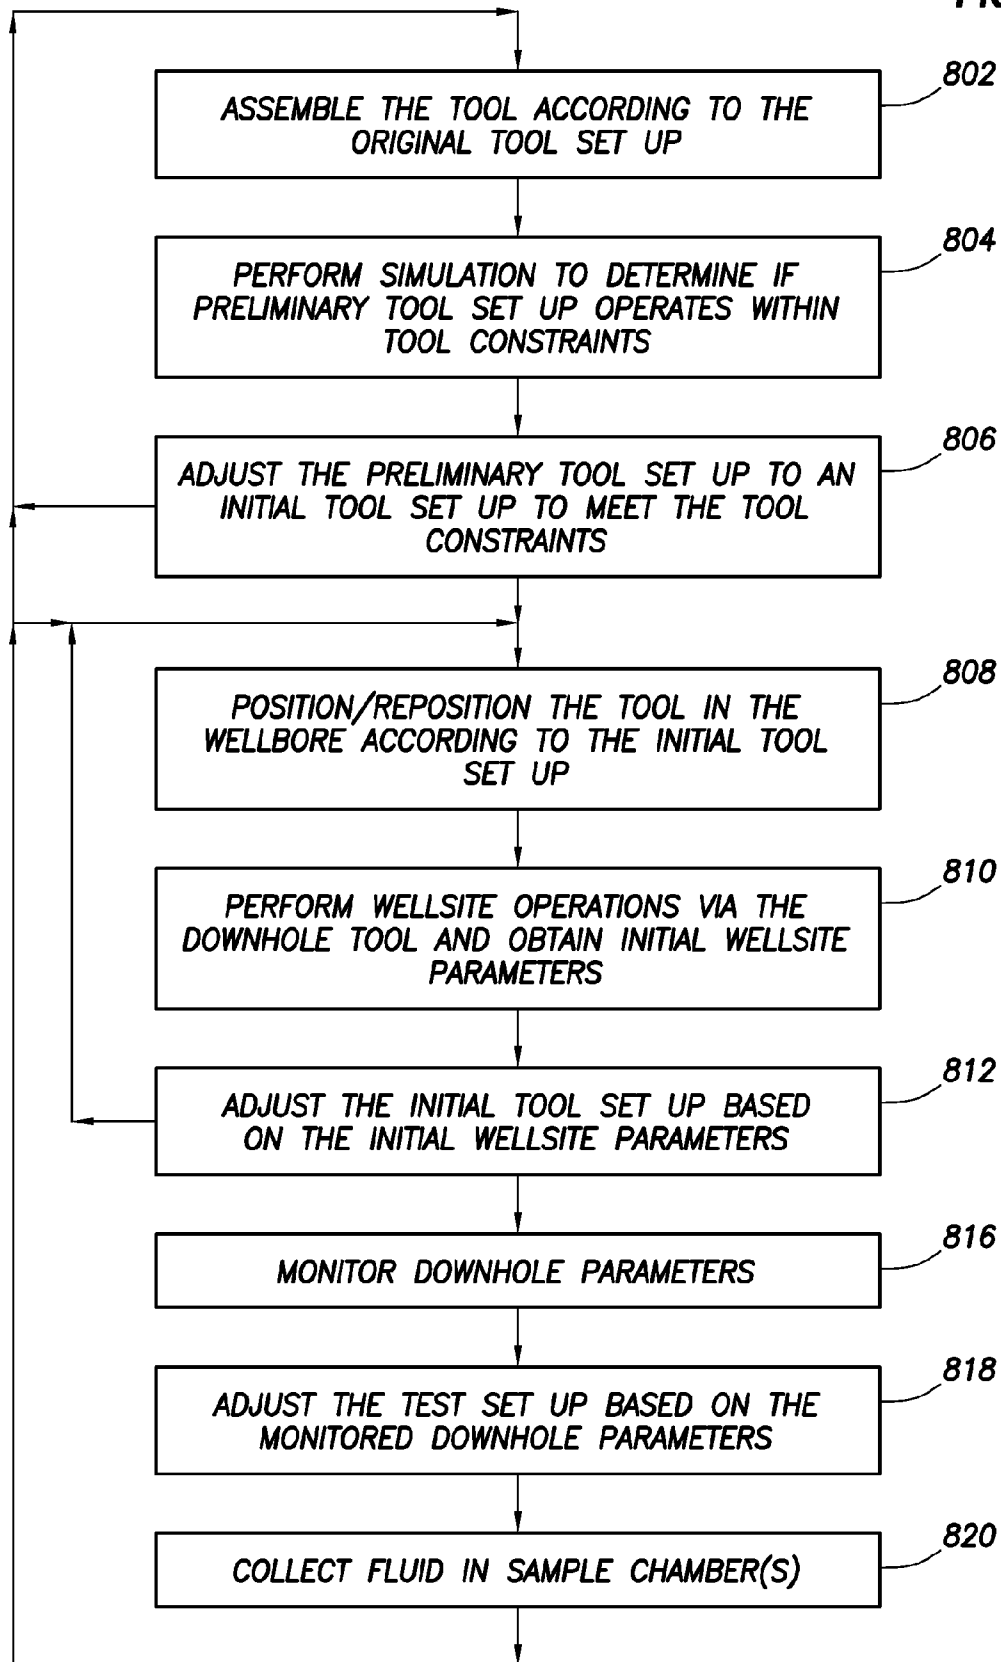 802
ASSEMBLE THE TOOL ACCORDING TO THE
ORIGINAL TOOL SET UP
804
PERFORM SIMULATION TO DETERMINE IF
PRELIMINARY TOOL SET UP OPERATES WITHIN
TOOL CONSTRAINTS
806
ADJUST THE PRELIMINARY TOOL SET UP TO AN
INITIAL TOOL SET UP TO MEET THE TOOL
CONSTRAINTS
808
POSITION/REPOSITION THE TOOL IN THE
WELLBORE ACCORDING TO THE INITIAL TOOL
SET UP
810
PERFORM WELLSITE OPERATIONS VIA THE
DOWNHOLE TOOL AND OBTAIN INITIAL WELLSITE
PARAMETERS
812
ADJUST THE INITIAL TOOL SET UP BASED
ON THE INITIAL WELLSITE PARAMETERS
816
MONITOR DOWNHOLE PARAMETERS
818
ADJUST THE TEST SET UP BASED ON THE
MONITORED DOWNHOLE PARAMETERS
820
COLLECT FLUID IN SAMPLE CHAMBER(S)